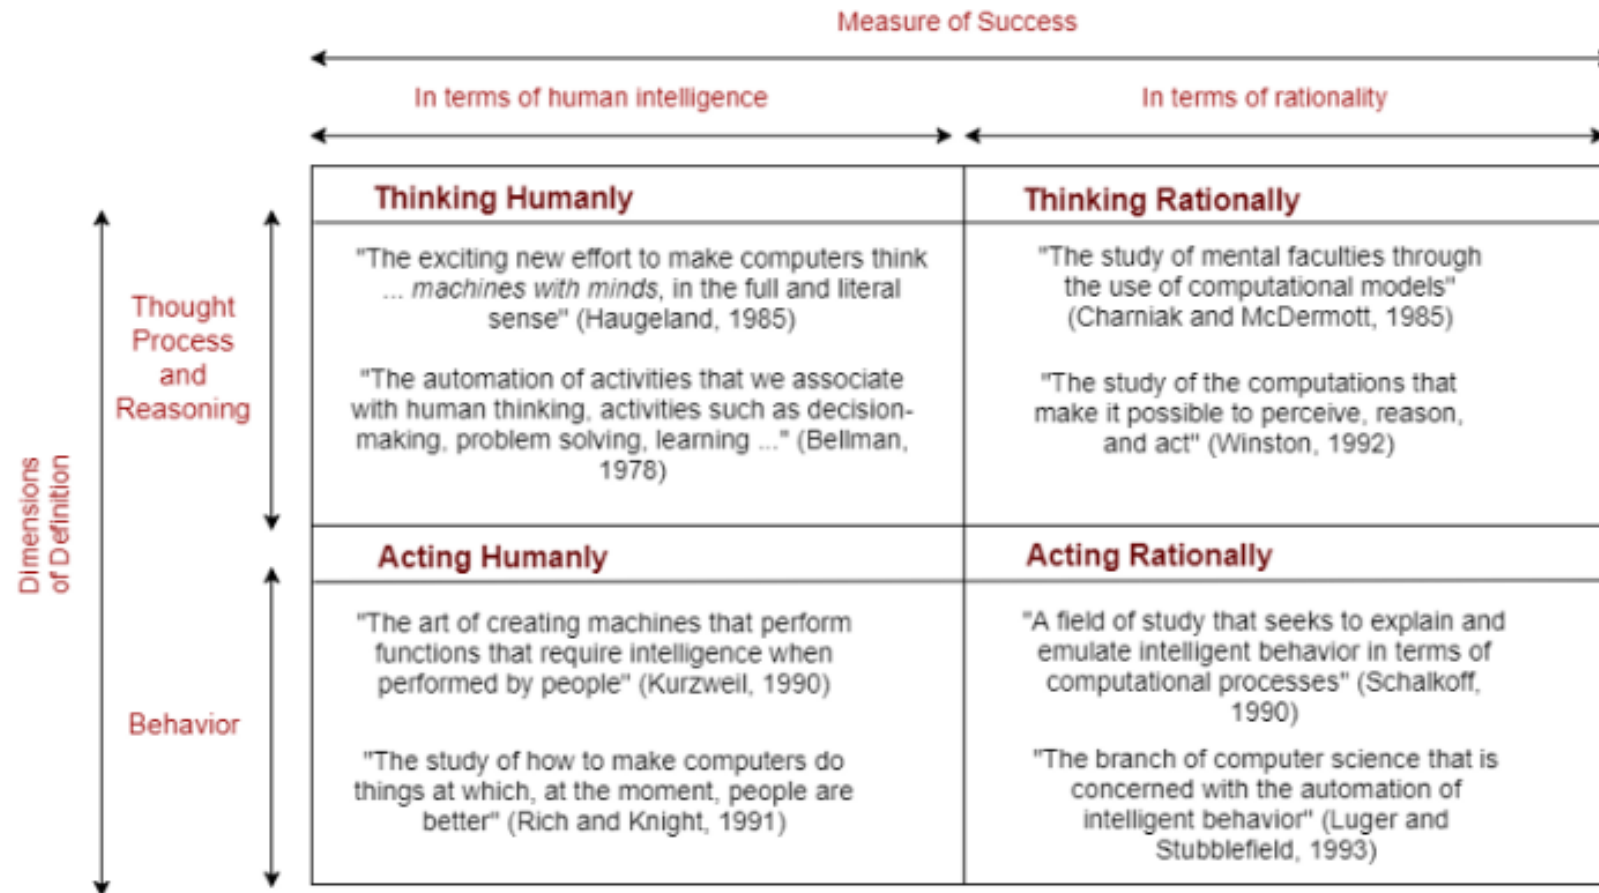 Measure of Success
In terms of human intelligence
In terms of rationality
Dimensions
of Definition
Thought
Process
and
Reasoning
Thinking Humanly
"The exciting new effort to make computers think
... machines with minds, in the full and literal
sense" (Haugeland, 1985)
"The automation of activities that we associate
with human thinking, activities such as decision-
making, problem solving, learning ..." (Bellman,
1978)
Thinking Rationally
"The study of mental faculties through
the use of computational models"
(Charniak and McDermott, 1985)
"The study of the computations that
make it possible to perceive, reason,
and act" (Winston, 1992)
Behavior
Acting Humanly
"The art of creating machines that perform
functions that require intelligence when
performed by people" (Kurzweil, 1990)
"The study of how to make computers do
things at which, at the moment, people are
better" (Rich and Knight, 1991)
Acting Rationally
"A field of study that seeks to explain and
emulate intelligent behavior in terms of
computational processes" (Schalkoff,
1990)
"The branch of computer science that is
concerned with the automation of
intelligent behavior" (Luger and
Stubblefield, 1993)